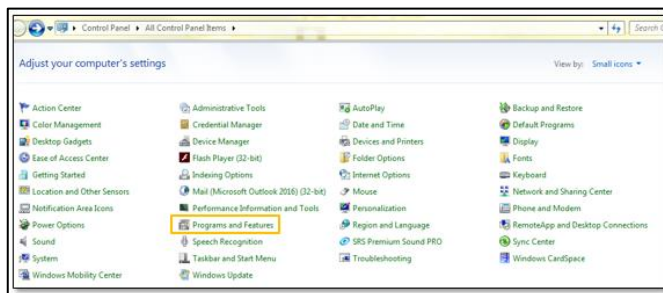 Control Panel ▸ All Control Panel Items ▸
Search
Adjust your computer's settings
View by: Small icons
Action Center
Administrative Tools
AutoPlay
Backup and Restore
Color Management
Credential Manager
Date and Time
Default Programs
Desktop Gadgets
Device Manager
Devices and Printers
Display
Ease of Access Center
Flash Player (32-bit)
Folder Options
Fonts
Getting Started
Indexing Options
Internet Options
Keyboard
Location and Other Sensors
Mail (Microsoft Outlook 2016) (32-bit)
Mouse
Network and Sharing Center
Notification Area Icons
Performance Information and Tools
Personalization
Phone and Modem
Power Options
Programs and Features
Region and Language
RemoteApp and Desktop Connections
Sound
Speech Recognition
SRS Premium Sound PRO
Sync Center
System
Taskbar and Start Menu
Troubleshooting
Windows CardSpace
Windows Mobility Center
Windows Update